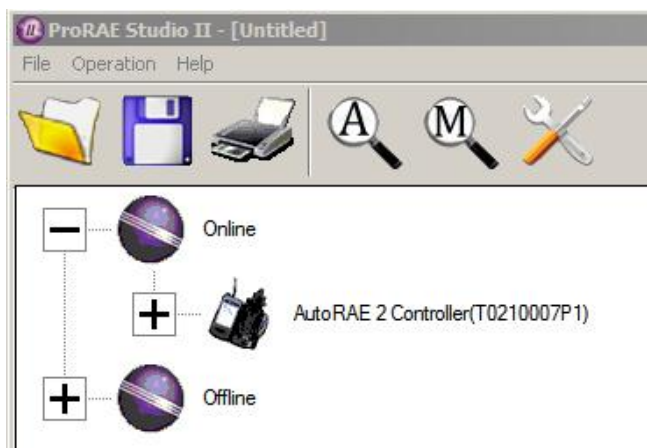 ProRAE Studio II - [Untitled]
File Operation Help
A M
Online
AutoRAE 2 Controller(T0210007P1)
Offline